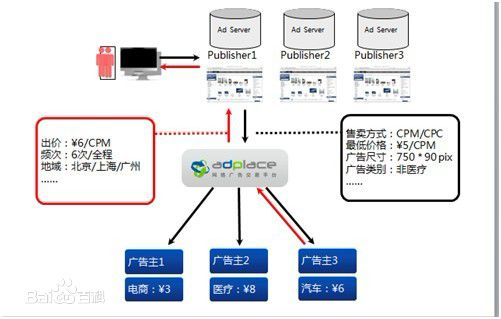 Ad Server
Ad Server
Ad Server
Publisher1
Publisher2
Publisher3
出价：¥6/CPM
频次：6次/全程
地域：北京/上海/广州
......
售卖方式：CPM/CPC
最低价格：¥5/CPM
广告尺寸：750 * 90 pix
广告类别：非医疗
......
adplace
网络广告交易平台
广告主1
广告主2
广告主3
电商：¥3
医疗：¥8
汽车：¥6
Baidu百科